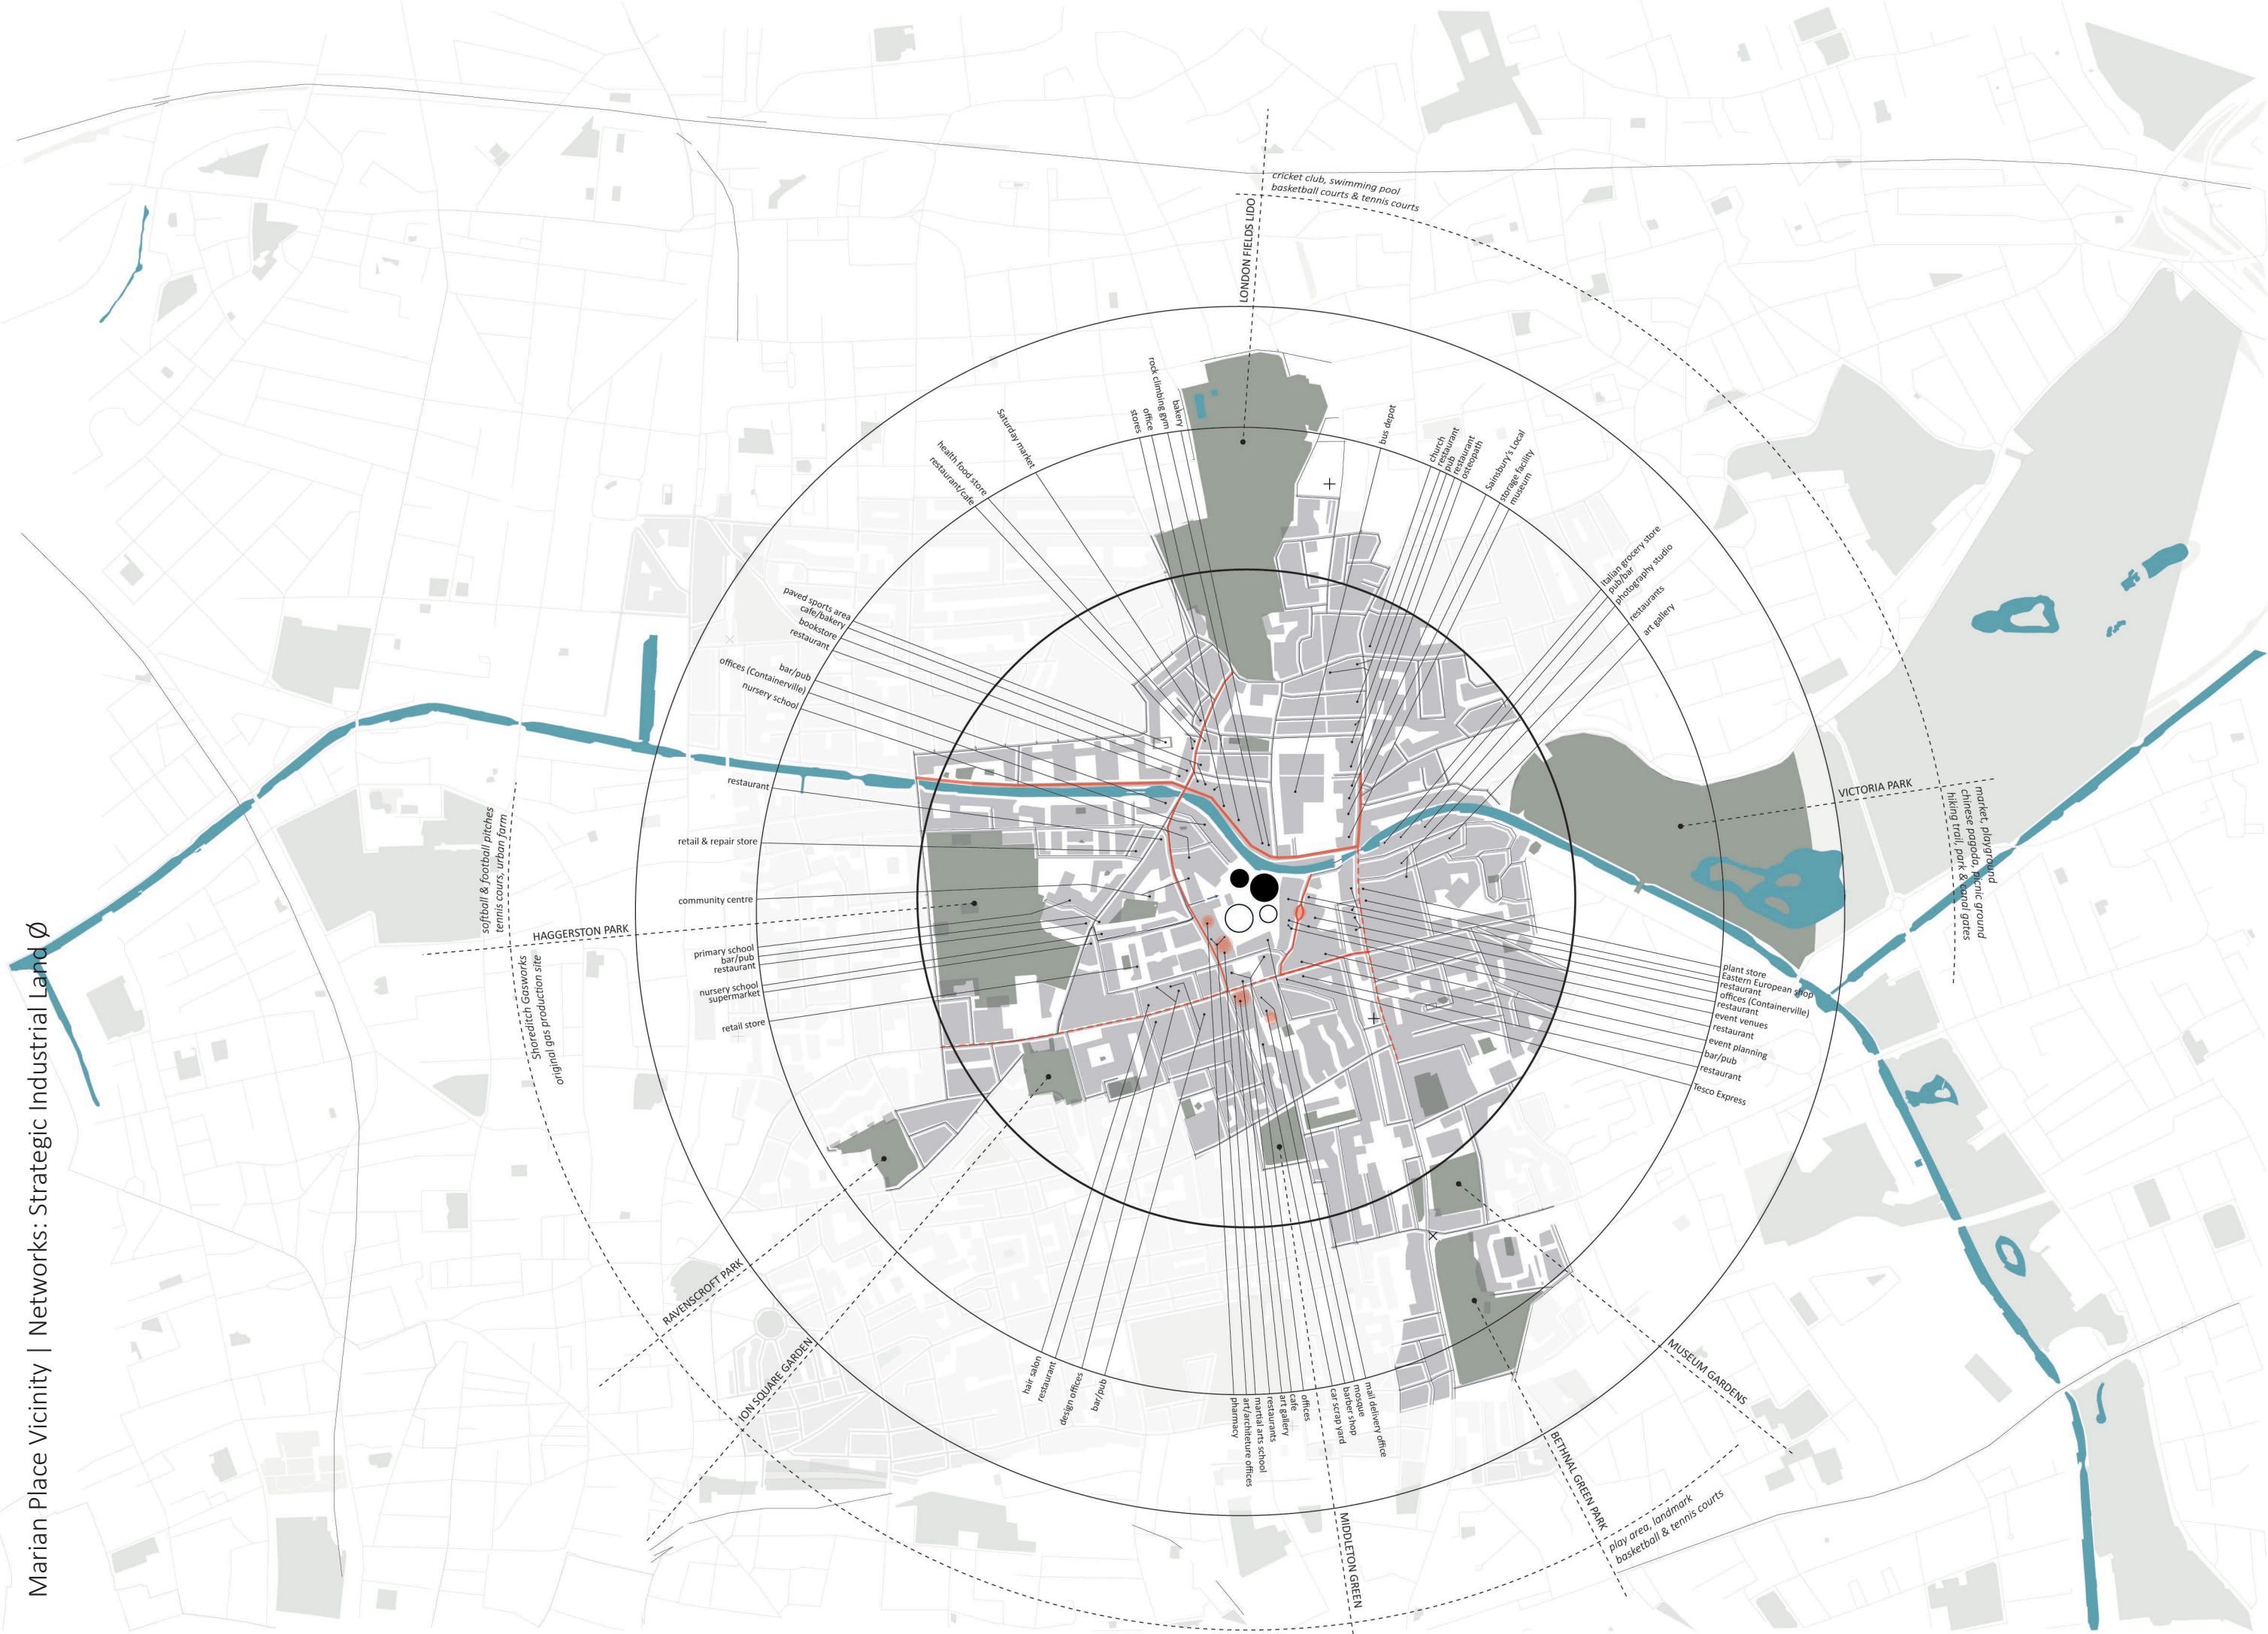 Marian Place Vicinity | Networks: Strategic Industrial Land Ø
LONDON FIELDS LIDO
cricket club, swimming pool
basketball courts & tennis courts
stores
office
rock climbing gym
bakery
bus depot
church
restaurant
pub
restaurant
osteopath
Sainsbury's Local
storage facility
museum
Italian grocery store
pub/bar
photography studio
restaurants
art gallery
VICTORIA PARK
market, playground
chinese pagoda, picnic ground
hiking trail, park & canal gates
plant store
Eastern European shop
restaurant
offices (Containerville)
restaurant
event venues
restaurant
event planning
bar/pub
restaurant
Tesco Express
MUSEUM GARDENS
BETHNAL GREEN PARK
play area, landmark
basketball & tennis courts
MIDDLETON GREEN
mail delivery office
mosque
barber shop
car scrap yard
offices
cafe
art gallery
restaurants
martial arts school
art/architeture offices
pharmacy
bar/pub
design offices
restaurant
hair salon
ION SQUARE GARDEN
RAVENSCROFT PARK
Shoreditch Gasworks
original gas production site
HAGGERSTON PARK
softball & football pitches
tennis cours, urban farm
retail store
supermarket
nursery school
restaurant
bar/pub
primary school
community centre
retail & repair store
restaurant
nursery school
offices (Containerville)
bar/pub
restaurant
bookstore
cafe/bakery
paved sports area
restaurant/cafe
health food store
Saturday market